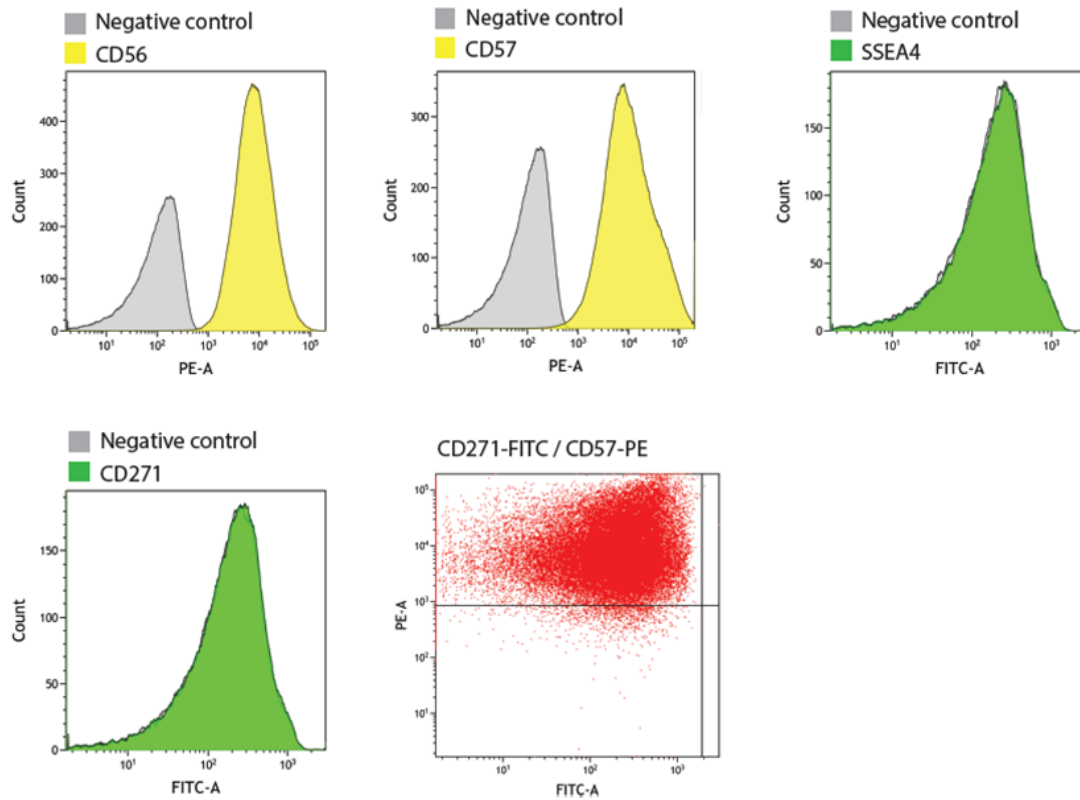 Negative control
CD56
400
300
200
100
0
Count
10¹ 10² 10³ 10⁴ 10⁵
PE-A
Negative control
CD57
300
200
100
0
Count
10¹ 10² 10³ 10⁴ 10⁵
PE-A
Negative control
SSEA4
150
100
50
0
Count
10¹ 10² 10³
FITC-A
Negative control
CD271
150
100
50
0
Count
10¹ 10² 10³
FITC-A
CD271-FITC / CD57-PE
10⁵
10⁴
10³
10²
10¹
PE-A
10¹ 10² 10³
FITC-A